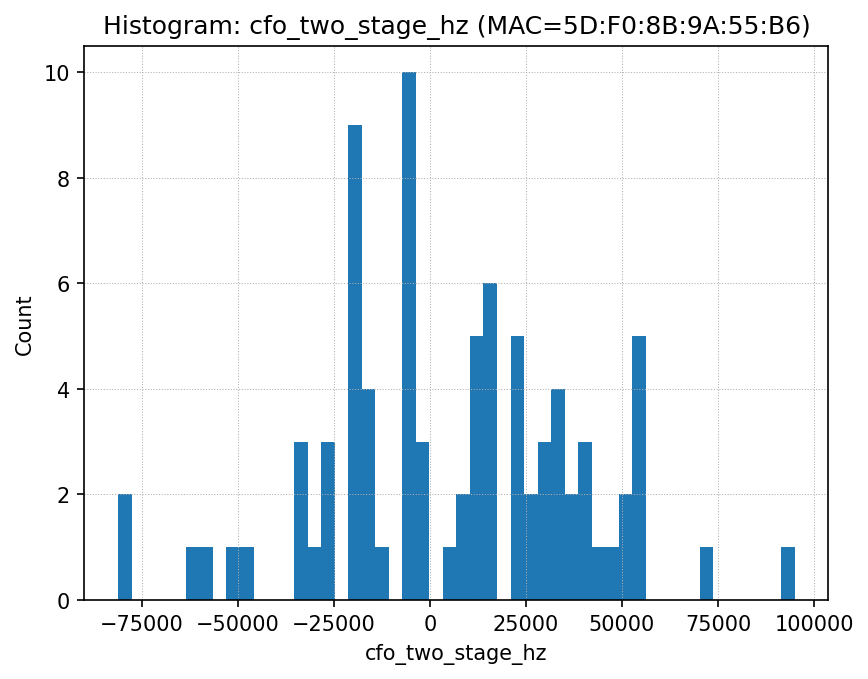 Histogram: cfo_two_stage_hz (MAC=5D:F0:8B:9A:55:B6)
10
8
6
4
2
0
Count
−75000 −50000 −25000 0 25000 50000 75000 100000
cfo_two_stage_hz